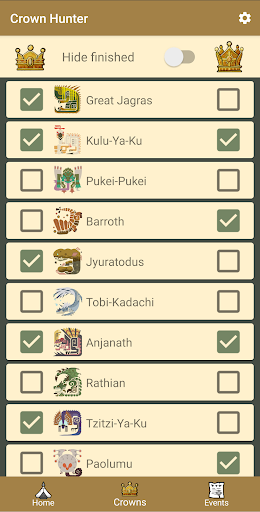 Crown Hunter
Hide finished
Great Jagras
Kulu-Ya-Ku
Pukei-Pukei
Barroth
Jyuratodus
Tobi-Kadachi
Anjanath
Rathian
Tzitzi-Ya-Ku
Paolumu
Home
Crowns
Events